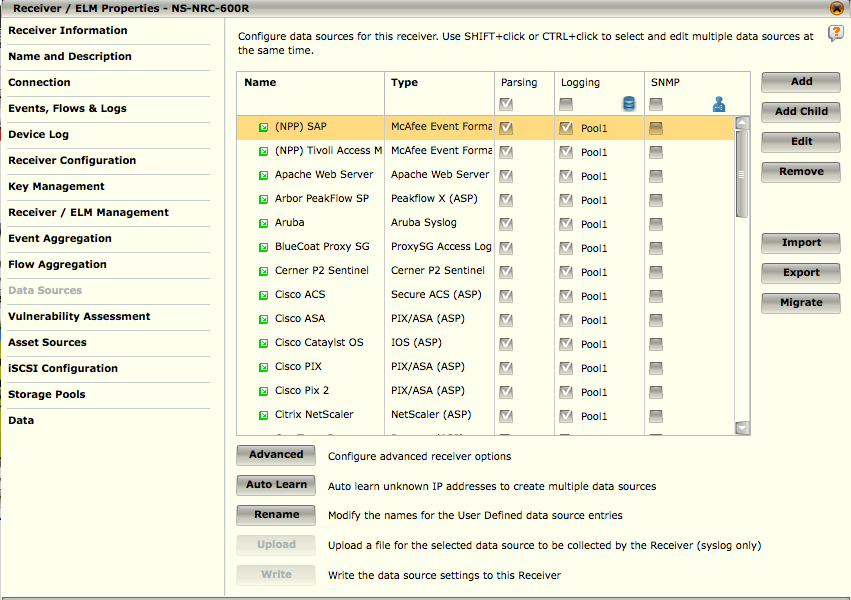 Receiver / ELM Properties - NS-NRC-600R
Receiver Information
Name and Description
Connection
Events, Flows & Logs
Device Log
Receiver Configuration
Key Management
Receiver / ELM Management
Event Aggregation
Flow Aggregation
Data Sources
Vulnerability Assessment
Asset Sources
iSCSI Configuration
Storage Pools
Data
Configure data sources for this receiver. Use SHIFT+click or CTRL+click to select and edit multiple data sources at
the same time.
?
Name Type Parsing Logging SNMP
(NPP) SAP McAfee Event Forma Pool1
(NPP) Tivoli Access M McAfee Event Forma Pool1
Apache Web Server Apache Web Server Pool1
Arbor PeakFlow SP Peakflow X (ASP) Pool1
Aruba Aruba Syslog Pool1
BlueCoat Proxy SG ProxySG Access Log Pool1
Cerner P2 Sentinel Cerner P2 Sentinel Pool1
Cisco ACS Secure ACS (ASP) Pool1
Cisco ASA PIX/ASA (ASP) Pool1
Cisco Cataylst OS IOS (ASP) Pool1
Cisco PIX PIX/ASA (ASP) Pool1
Cisco Pix 2 PIX/ASA (ASP) Pool1
Citrix NetScaler NetScaler (ASP) Pool1
Add
Add Child
Edit
Remove
Import
Export
Migrate
Advanced Configure advanced receiver options
Auto Learn Auto learn unknown IP addresses to create multiple data sources
Rename Modify the names for the User Defined data source entries
Upload Upload a file for the selected data source to be collected by the Receiver (syslog only)
Write Write the data source settings to this Receiver